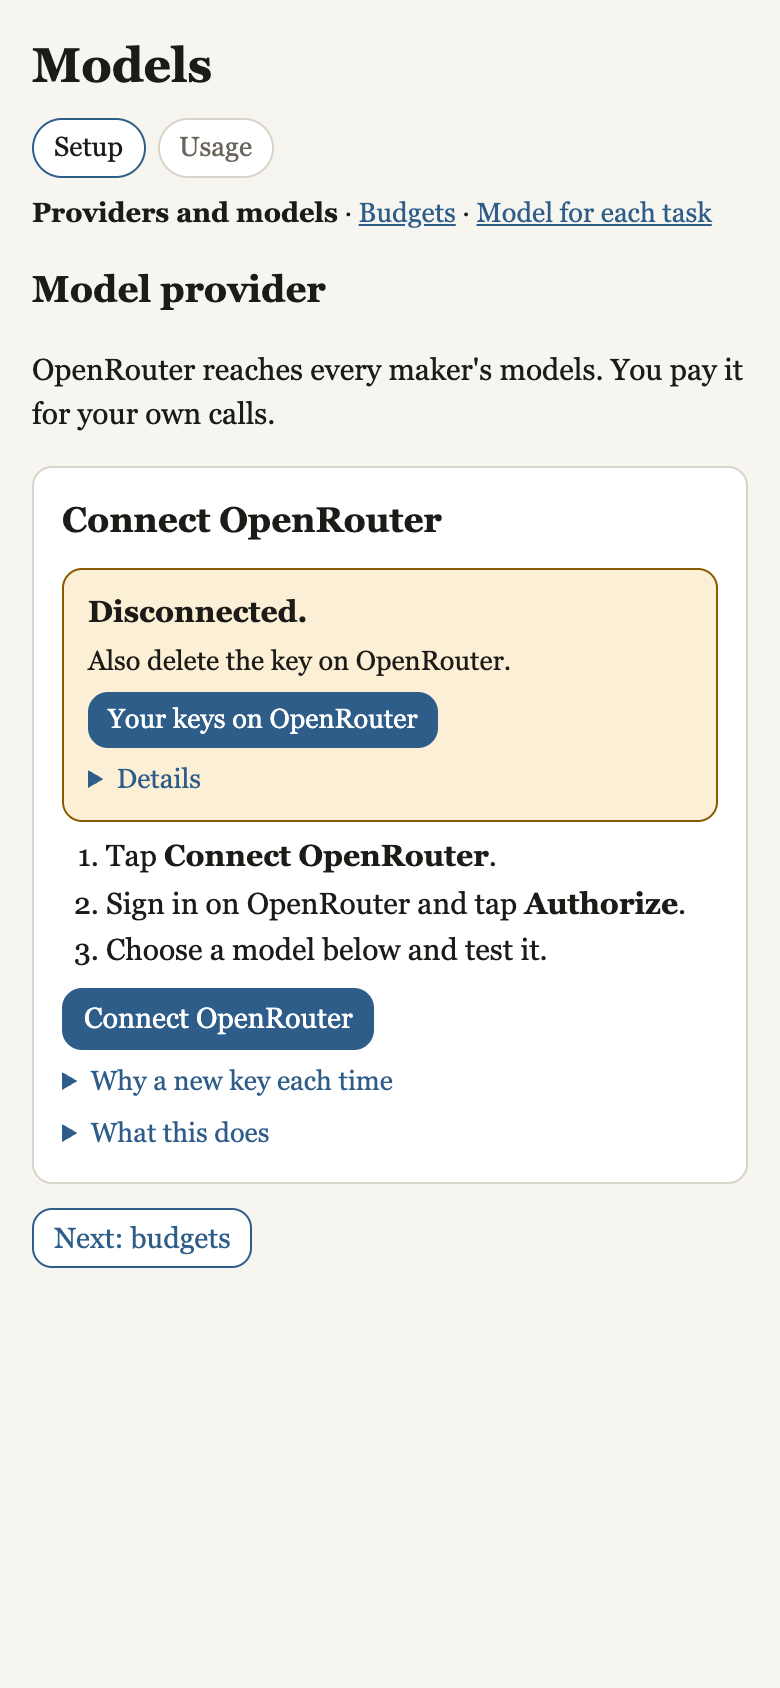 Models
Setup
Usage
Providers and models · Budgets · Model for each task
Model provider
OpenRouter reaches every maker's models. You pay it
for your own calls.
Connect OpenRouter
Disconnected.
Also delete the key on OpenRouter.
Your keys on OpenRouter
Details
1. Tap Connect OpenRouter.
2. Sign in on OpenRouter and tap Authorize.
3. Choose a model below and test it.
Connect OpenRouter
Why a new key each time
What this does
Next: budgets